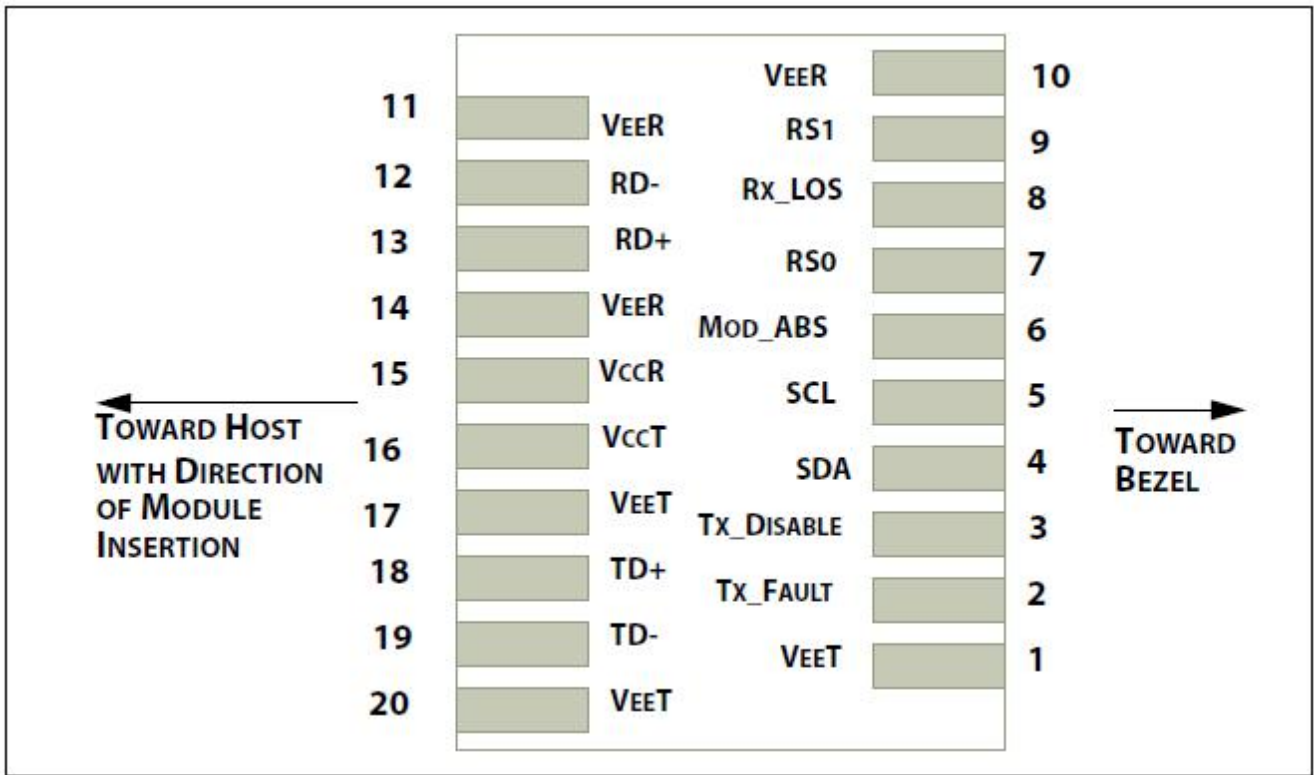 VEER 10
11 VEER
RS1 9
12 RD-
Rx_LOS 8
13 RD+
RS0 7
14 VEER
MOD_ABS 6
15 VccR
SCL 5
TOWARD HOST
WITH DIRECTION
OF MODULE
INSERTION
TOWARD
BEZEL
16 VccT
SDA 4
17 VEET
TX_DISABLE 3
18 TD+
TX_FAULT 2
19 TD-
VEET 1
20 VEET